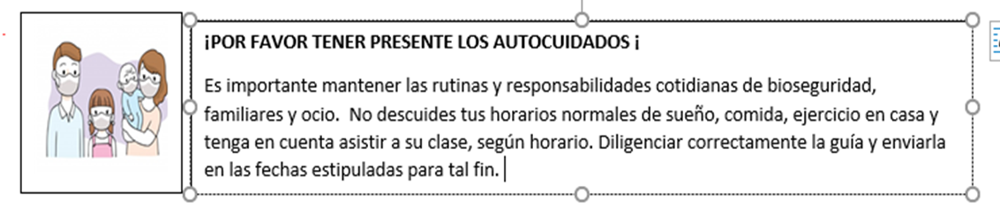 ¡POR FAVOR TENER PRESENTE LOS AUTOCUIDADOS ¡
Es importante mantener las rutinas y responsabilidades cotidianas de bioseguridad,
familiares y ocio.  No descuides tus horarios normales de sueño, comida, ejercicio en casa y
tenga en cuenta asistir a su clase, según horario. Diligenciar correctamente la guía y enviarla
en las fechas estipuladas para tal fin.